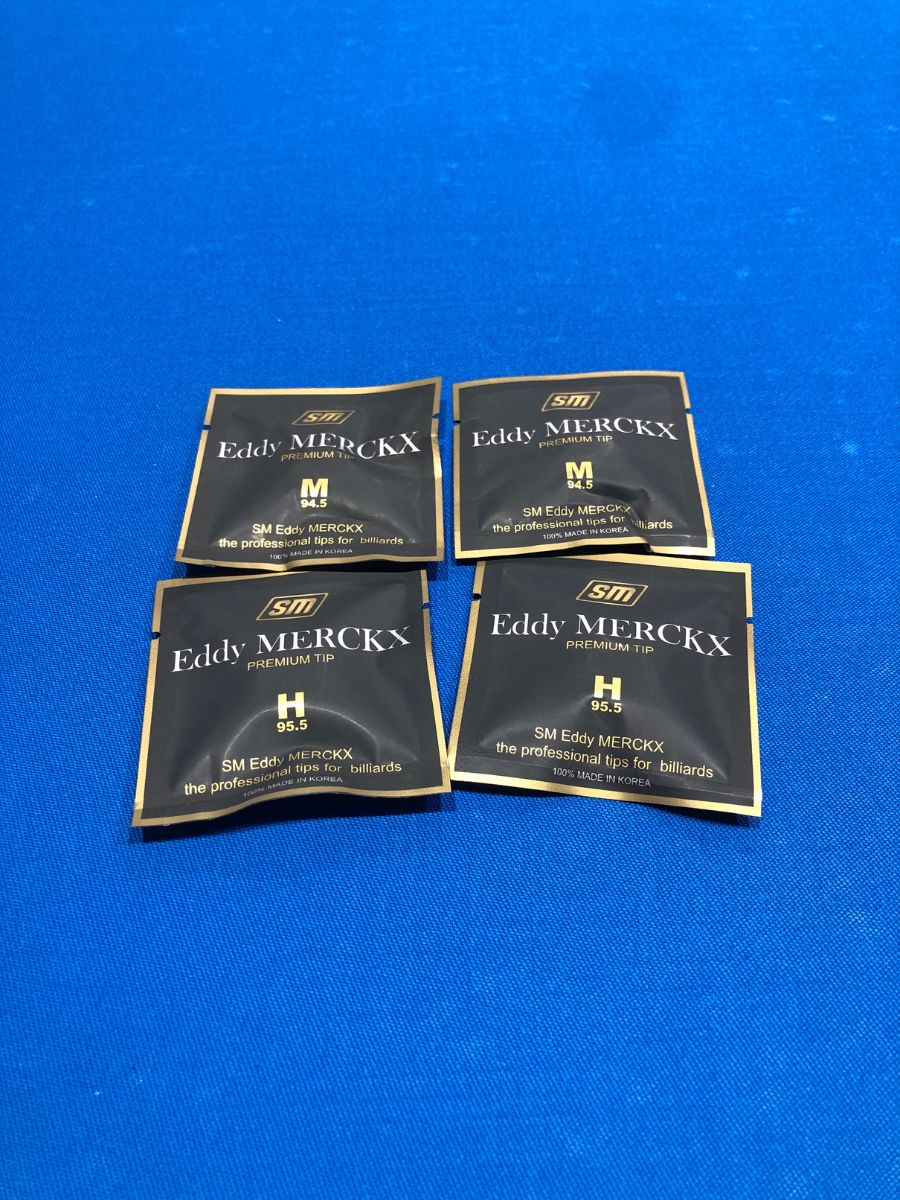 sm
Eddy MERCKX
PREMIUM TIP
M
94.5
SM Eddy MERCKX
the professional tips for billiards
100% MADE IN KOREA
sm
Eddy MERCKX
PREMIUM TIP
M
94.5
SM Eddy MERCKX
the professional tips for billiards
100% MADE IN KOREA
sm
Eddy MERCKX
PREMIUM TIP
H
95.5
SM Eddy MERCKX
the professional tips for billiards
100% MADE IN KOREA
sm
Eddy MERCKX
PREMIUM TIP
H
95.5
SM Eddy MERCKX
the professional tips for billiards
100% MADE IN KOREA